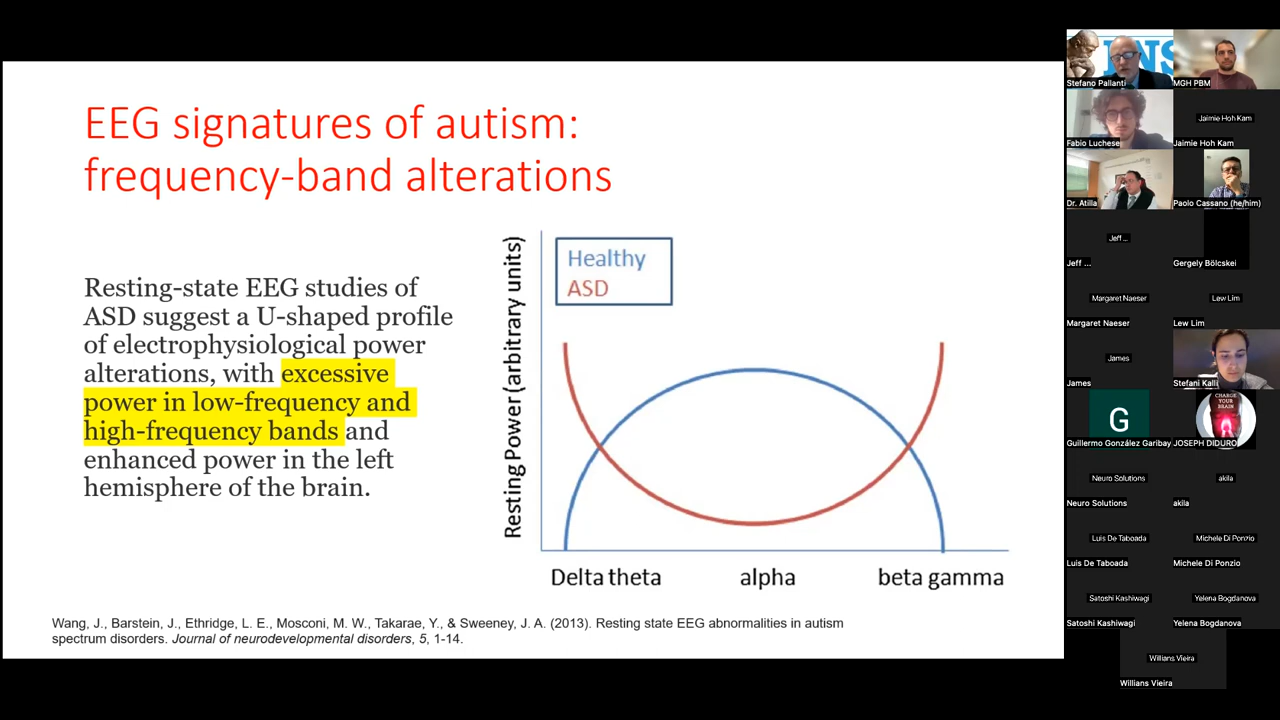 EEG signatures of autism:
frequency-band alterations
Resting-state EEG studies of
ASD suggest a U-shaped profile
of electrophysiological power
alterations, with excessive
power in low-frequency and
high-frequency bands and
enhanced power in the left
hemisphere of the brain.
Resting Power (arbitrary units)
Healthy
ASD
Delta theta
alpha
beta gamma
Wang, J., Barstein, J., Ethridge, L. E., Mosconi, M. W., Takarae, Y., & Sweeney, J. A. (2013). Resting state EEG abnormalities in autism
spectrum disorders. Journal of neurodevelopmental disorders, 5, 1-14.
Stefano Pallanti
MGH PBM
Fabio Luchese
Jaimie Hoh Kam
Jaimie Hoh Kam
Dr. Atilla
Paolo Cassano (he/him)
Jeff ...
Jeff ...
Gergely Bölcskei
Margaret Naeser
Lew Lim
Margaret Naeser
Lew Lim
James
James
Stefani Kalli
G
CHARGE
YOUR
BRAIN
Guillermo González Garibay
JOSEPH DIDURO
Neuro Solutions
akila
Neuro Solutions
akila
Luis De Taboada
Michele Di Ponzio
Luis De Taboada
Michele Di Ponzio
Satoshi Kashiwagi
Yelena Bogdanova
Satoshi Kashiwagi
Yelena Bogdanova
Willians Vieira
Willians Vieira